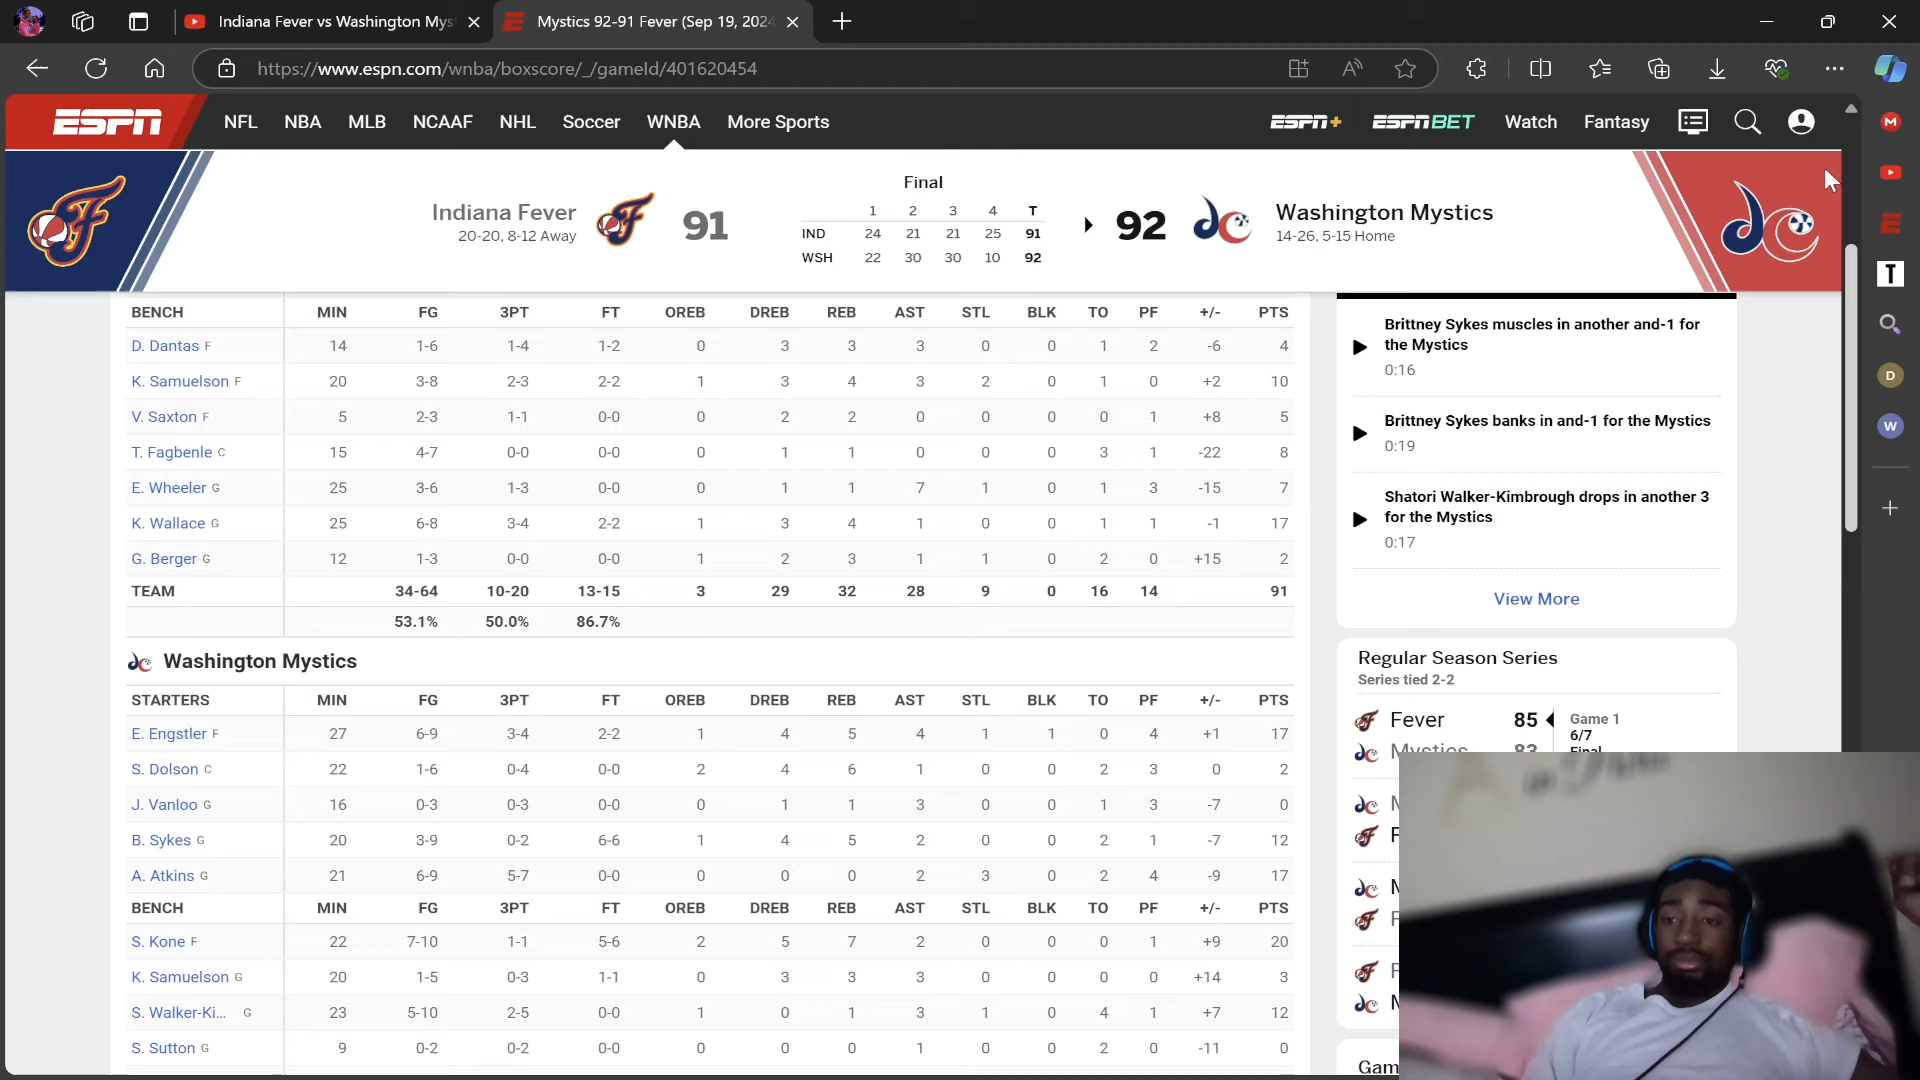 Indiana Fever vs Washington Mys
Mystics 92-91 Fever (Sep 19, 2024
https://www.espn.com/wnba/boxscore/_/gameId/401620454
ESPN NFL NBA MLB NCAAF NHL Soccer WNBA More Sports ESPN+ ESPN BET Watch Fantasy
Final
Indiana Fever 91
20-20, 8-12 Away
1 2 3 4 T
IND 24 21 21 25 91
WSH 22 30 30 10 92
92 Washington Mystics
14-26, 5-15 Home
BENCH MIN FG 3PT FT OREB DREB REB AST STL BLK TO PF +/- PTS
D. Dantas F 14 1-6 1-4 1-2 0 3 3 3 0 0 1 2 -6 4
K. Samuelson F 20 3-8 2-3 2-2 1 3 4 3 2 0 1 0 +2 10
V. Saxton F 5 2-3 1-1 0-0 0 2 2 0 0 0 0 1 +8 5
T. Fagbenle C 15 4-7 0-0 0-0 0 1 1 0 0 0 3 1 -22 8
E. Wheeler G 25 3-6 1-3 0-0 0 1 1 7 1 0 1 3 -15 7
K. Wallace G 25 6-8 3-4 2-2 1 3 4 1 0 0 1 1 -1 17
G. Berger G 12 1-3 0-0 0-0 1 2 3 1 1 0 2 0 +15 2
TEAM 34-64 10-20 13-15 3 29 32 28 9 0 16 14 91
53.1% 50.0% 86.7%
Washington Mystics
STARTERS MIN FG 3PT FT OREB DREB REB AST STL BLK TO PF +/- PTS
E. Engstler F 27 6-9 3-4 2-2 1 4 5 4 1 1 0 4 +1 17
S. Dolson C 22 1-6 0-4 0-0 2 4 6 1 0 0 2 3 0 2
J. Vanloo G 16 0-3 0-3 0-0 0 1 1 3 0 0 1 3 -7 0
B. Sykes G 20 3-9 0-2 6-6 1 4 5 2 0 0 2 1 -7 12
A. Atkins G 21 6-9 5-7 0-0 0 0 0 2 3 0 2 4 -9 17
BENCH MIN FG 3PT FT OREB DREB REB AST STL BLK TO PF +/- PTS
S. Kone F 22 7-10 1-1 5-6 2 5 7 2 0 0 0 1 +9 20
K. Samuelson G 20 1-5 0-3 1-1 0 3 3 3 0 0 0 0 +14 3
S. Walker-Ki... G 23 5-10 2-5 0-0 1 0 1 3 1 0 4 1 +7 12
S. Sutton G 9 0-2 0-2 0-0 0 0 0 1 0 0 2 0 -11 0
Brittney Sykes muscles in another and-1 for
the Mystics
0:16
Brittney Sykes banks in and-1 for the Mystics
0:19
Shatori Walker-Kimbrough drops in another 3
for the Mystics
0:17
View More
Regular Season Series
Series tied 2-2
Fever 85 Game 1
6/7
Mystics 83 Final
Gam
M
T
D
W